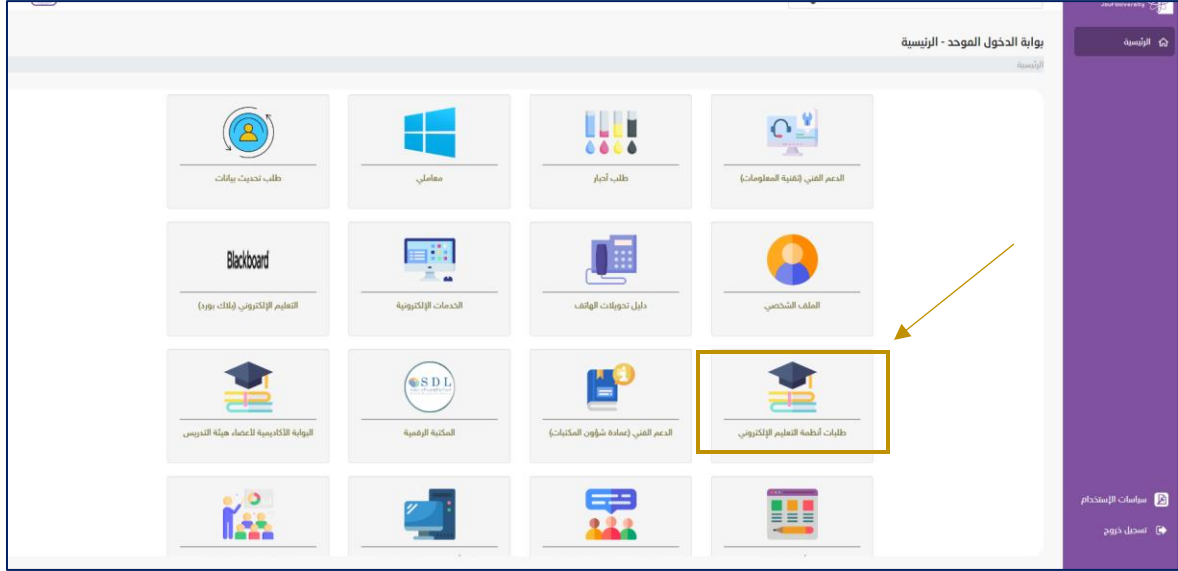 Jouf University
الرئيسية
بوابة الدخول الموحد - الرئيسية
الرئيسية
الدعم الفني (تقنية المعلومات)
طلب أحبار
معاملي
طلب تحديث بيانات
الملف الشخصي
دليل تحويلات الهاتف
الخدمات الإلكترونية
Blackboard
التعليم الإلكتروني (بلاك بورد)
طلبات أنظمة التعليم الإلكتروني
الدعم الفني (عمادة شؤون المكتبات)
SDL
المكتبة الرقمية
البوابة الأكاديمية لأعضاء هيئة التدريس
سياسات الإستخدام
تسجيل خروج